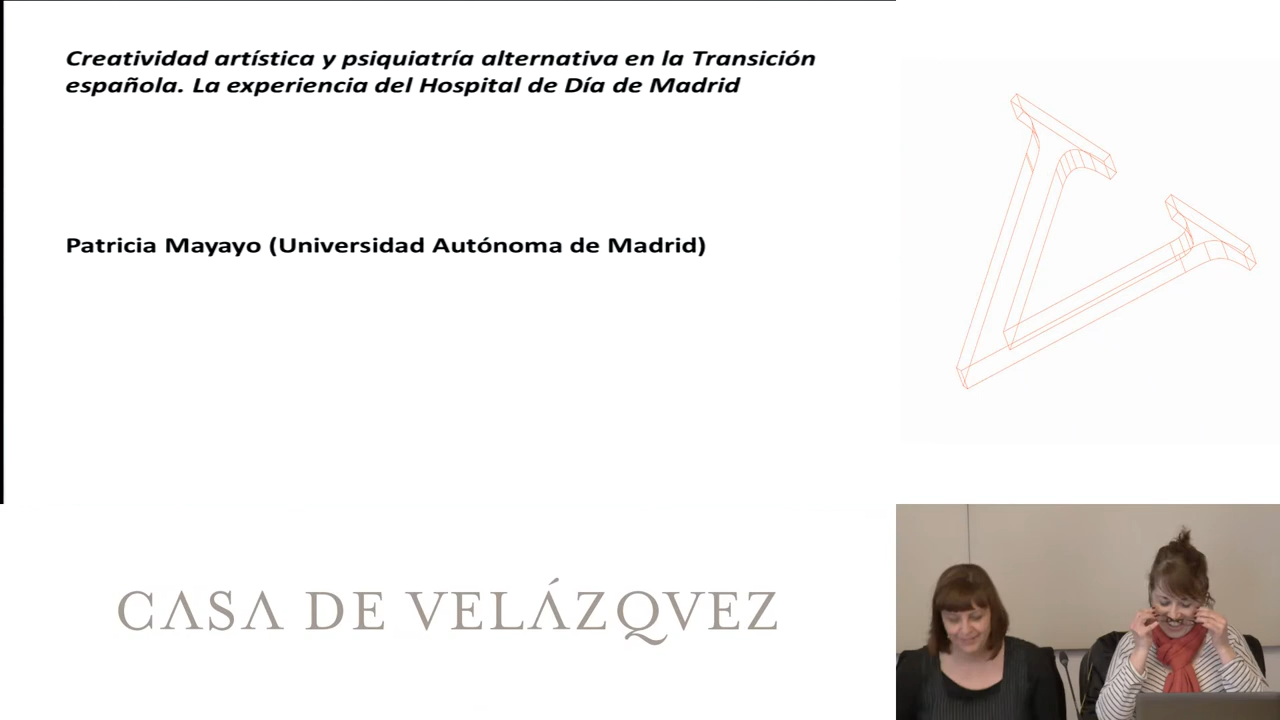 Creatividad artística y psiquiatría alternativa en la Transición
española. La experiencia del Hospital de Día de Madrid
Patricia Mayayo (Universidad Autónoma de Madrid)
CASA DE VELÁZQVEZ